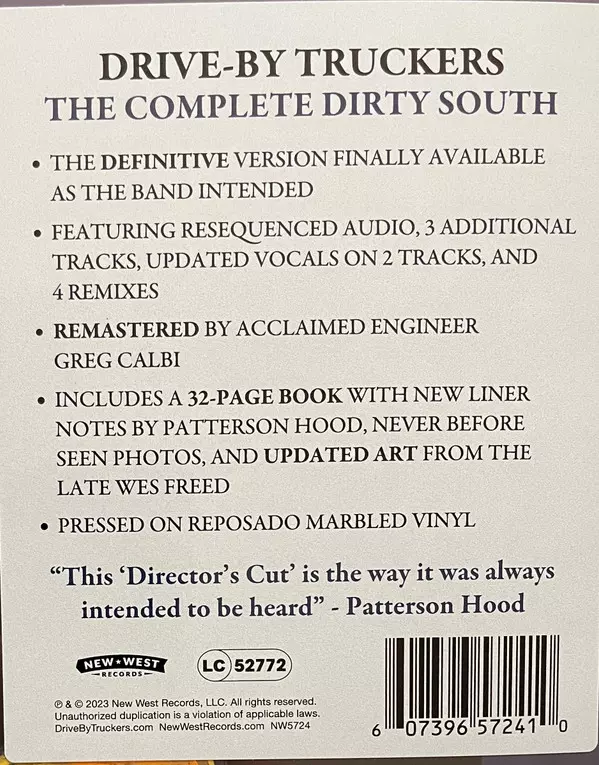 DRIVE-BY TRUCKERS
THE COMPLETE DIRTY SOUTH
• THE DEFINITIVE VERSION FINALLY AVAILABLE
AS THE BAND INTENDED
• FEATURING RESEQUENCED AUDIO, 3 ADDITIONAL
TRACKS, UPDATED VOCALS ON 2 TRACKS, AND
4 REMIXES
• REMASTERED BY ACCLAIMED ENGINEER
GREG CALBI
• INCLUDES A 32-PAGE BOOK WITH NEW LINER
NOTES BY PATTERSON HOOD, NEVER BEFORE
SEEN PHOTOS, AND UPDATED ART FROM THE
LATE WES FREED
• PRESSED ON REPOSADO MARBLED VINYL
“This ‘Director’s Cut’ is the way it was always
intended to be heard” - Patterson Hood
NEW★WEST
RECORDS
LC 52772
℗ & © 2023 New West Records, LLC. All rights reserved.
Unauthorized duplication is a violation of applicable laws.
DriveByTruckers.com NewWestRecords.com NW5724
6 07396 57241 0